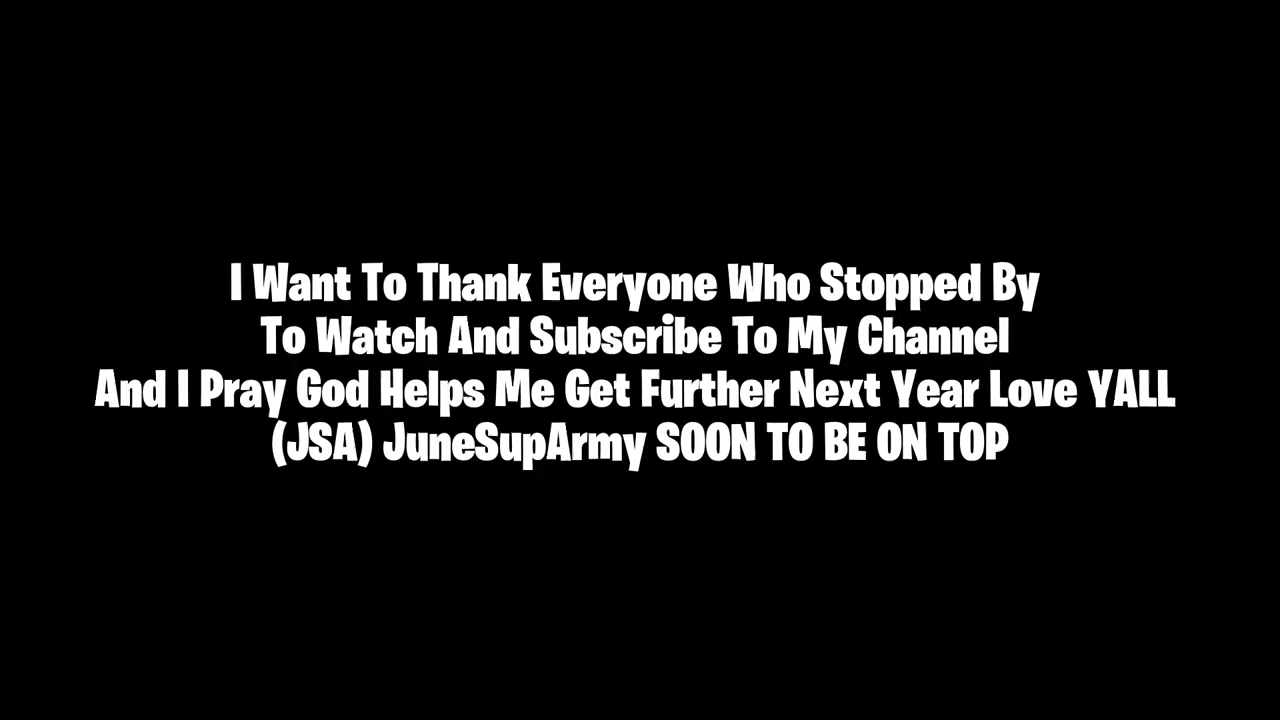 I Want To Thank Everyone Who Stopped By
To Watch And Subscribe To My Channel
And I Pray God Helps Me Get Further Next Year Love YALL
(JSA) JuneSupArmy SOON TO BE ON TOP